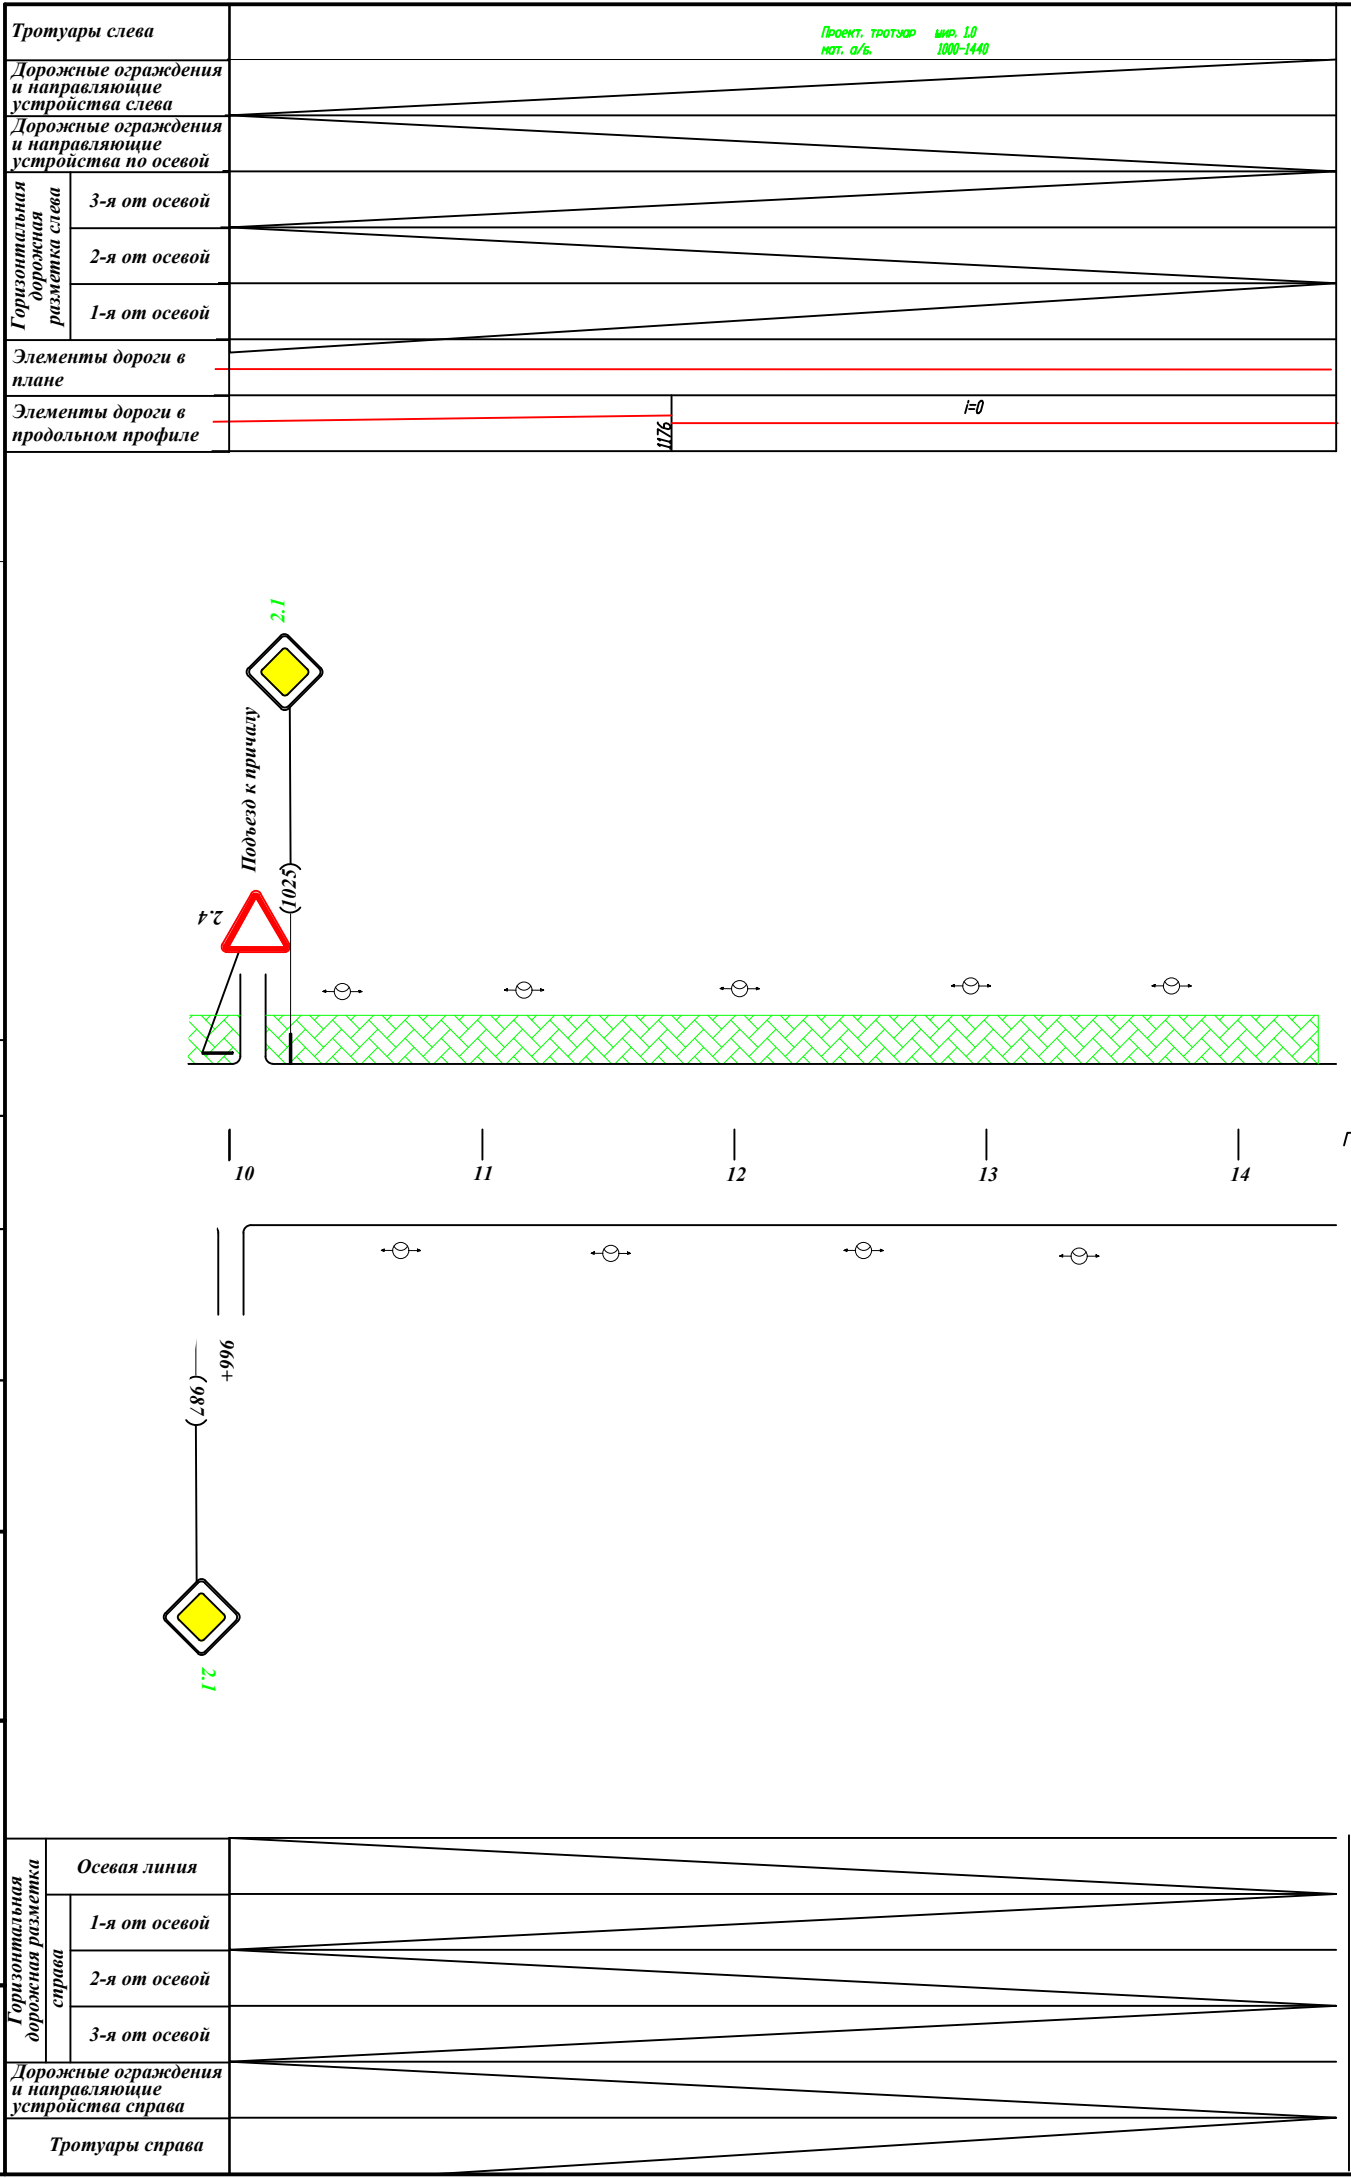 Тротуары слева
Проект. тротуар шир. 1.0
мат. а/б. 1000-1440
Дорожные ограждения
и направляющие
устройства слева
Дорожные ограждения
и направляющие
устройства по осевой
Горизонтальная
дорожная
разметка слева
3-я от осевой
2-я от осевой
1-я от осевой
Элементы дороги в
плане
Элементы дороги в
продольном профиле
1176
i=0
2.1
Подъезд к причалу
(1025)
2.4
10
11
12
13
14
+996
(987)
2.1
Горизонтальная
дорожная разметка
справа
Осевая линия
1-я от осевой
2-я от осевой
3-я от осевой
Дорожные ограждения
и направляющие
устройства справа
Тротуары справа